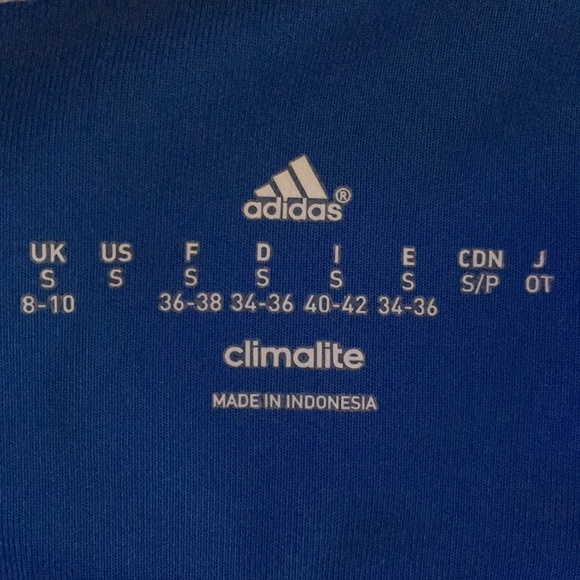 adidas®
UK US F D I E CDN J
S S S S S S S/P OT
8-10 36-38 34-36 40-42 34-36
climalite
MADE IN INDONESIA